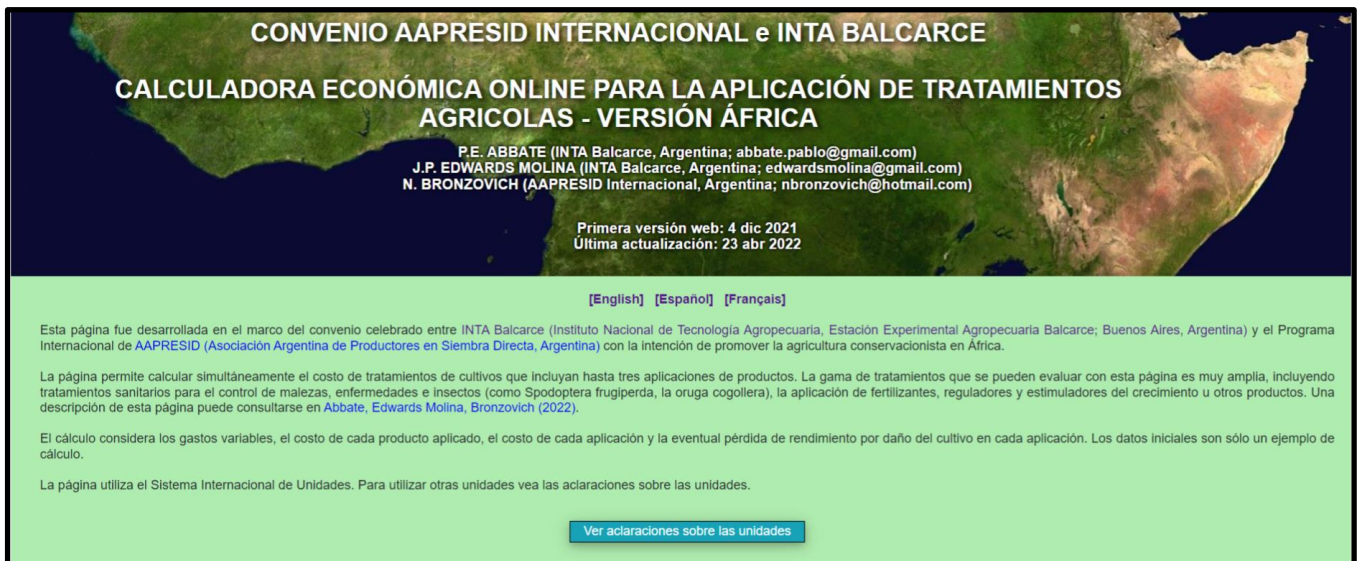 CONVENIO AAPRESID INTERNACIONAL e INTA BALCARCE
CALCULADORA ECONÓMICA ONLINE PARA LA APLICACIÓN DE TRATAMIENTOS
AGRICOLAS - VERSIÓN ÁFRICA
P.E. ABBATE (INTA Balcarce, Argentina; abbate.pablo@gmail.com)
J.P. EDWARDS MOLINA (INTA Balcarce, Argentina; edwardsmolina@gmail.com)
N. BRONZOVICH (AAPRESID Internacional, Argentina; nbronzovich@hotmail.com)
Primera versión web: 4 dic 2021
Última actualización: 23 abr 2022
[English] [Español] [Français]
Esta página fue desarrollada en el marco del convenio celebrado entre INTA Balcarce (Instituto Nacional de Tecnología Agropecuaria, Estación Experimental Agropecuaria Balcarce; Buenos Aires, Argentina) y el Programa
Internacional de AAPRESID (Asociación Argentina de Productores en Siembra Directa, Argentina) con la intención de promover la agricultura conservacionista en África.
La página permite calcular simultáneamente el costo de tratamientos de cultivos que incluyan hasta tres aplicaciones de productos. La gama de tratamientos que se pueden evaluar con esta página es muy amplia, incluyendo
tratamientos sanitarios para el control de malezas, enfermedades e insectos (como Spodoptera frugiperda, la oruga cogollera), la aplicación de fertilizantes, reguladores y estimuladores del crecimiento u otros productos. Una
descripción de esta página puede consultarse en Abbate, Edwards Molina, Bronzovich (2022).
El cálculo considera los gastos variables, el costo de cada producto aplicado, el costo de cada aplicación y la eventual pérdida de rendimiento por daño del cultivo en cada aplicación. Los datos iniciales son sólo un ejemplo de
cálculo.
La página utiliza el Sistema Internacional de Unidades. Para utilizar otras unidades vea las aclaraciones sobre las unidades.
Ver aclaraciones sobre las unidades